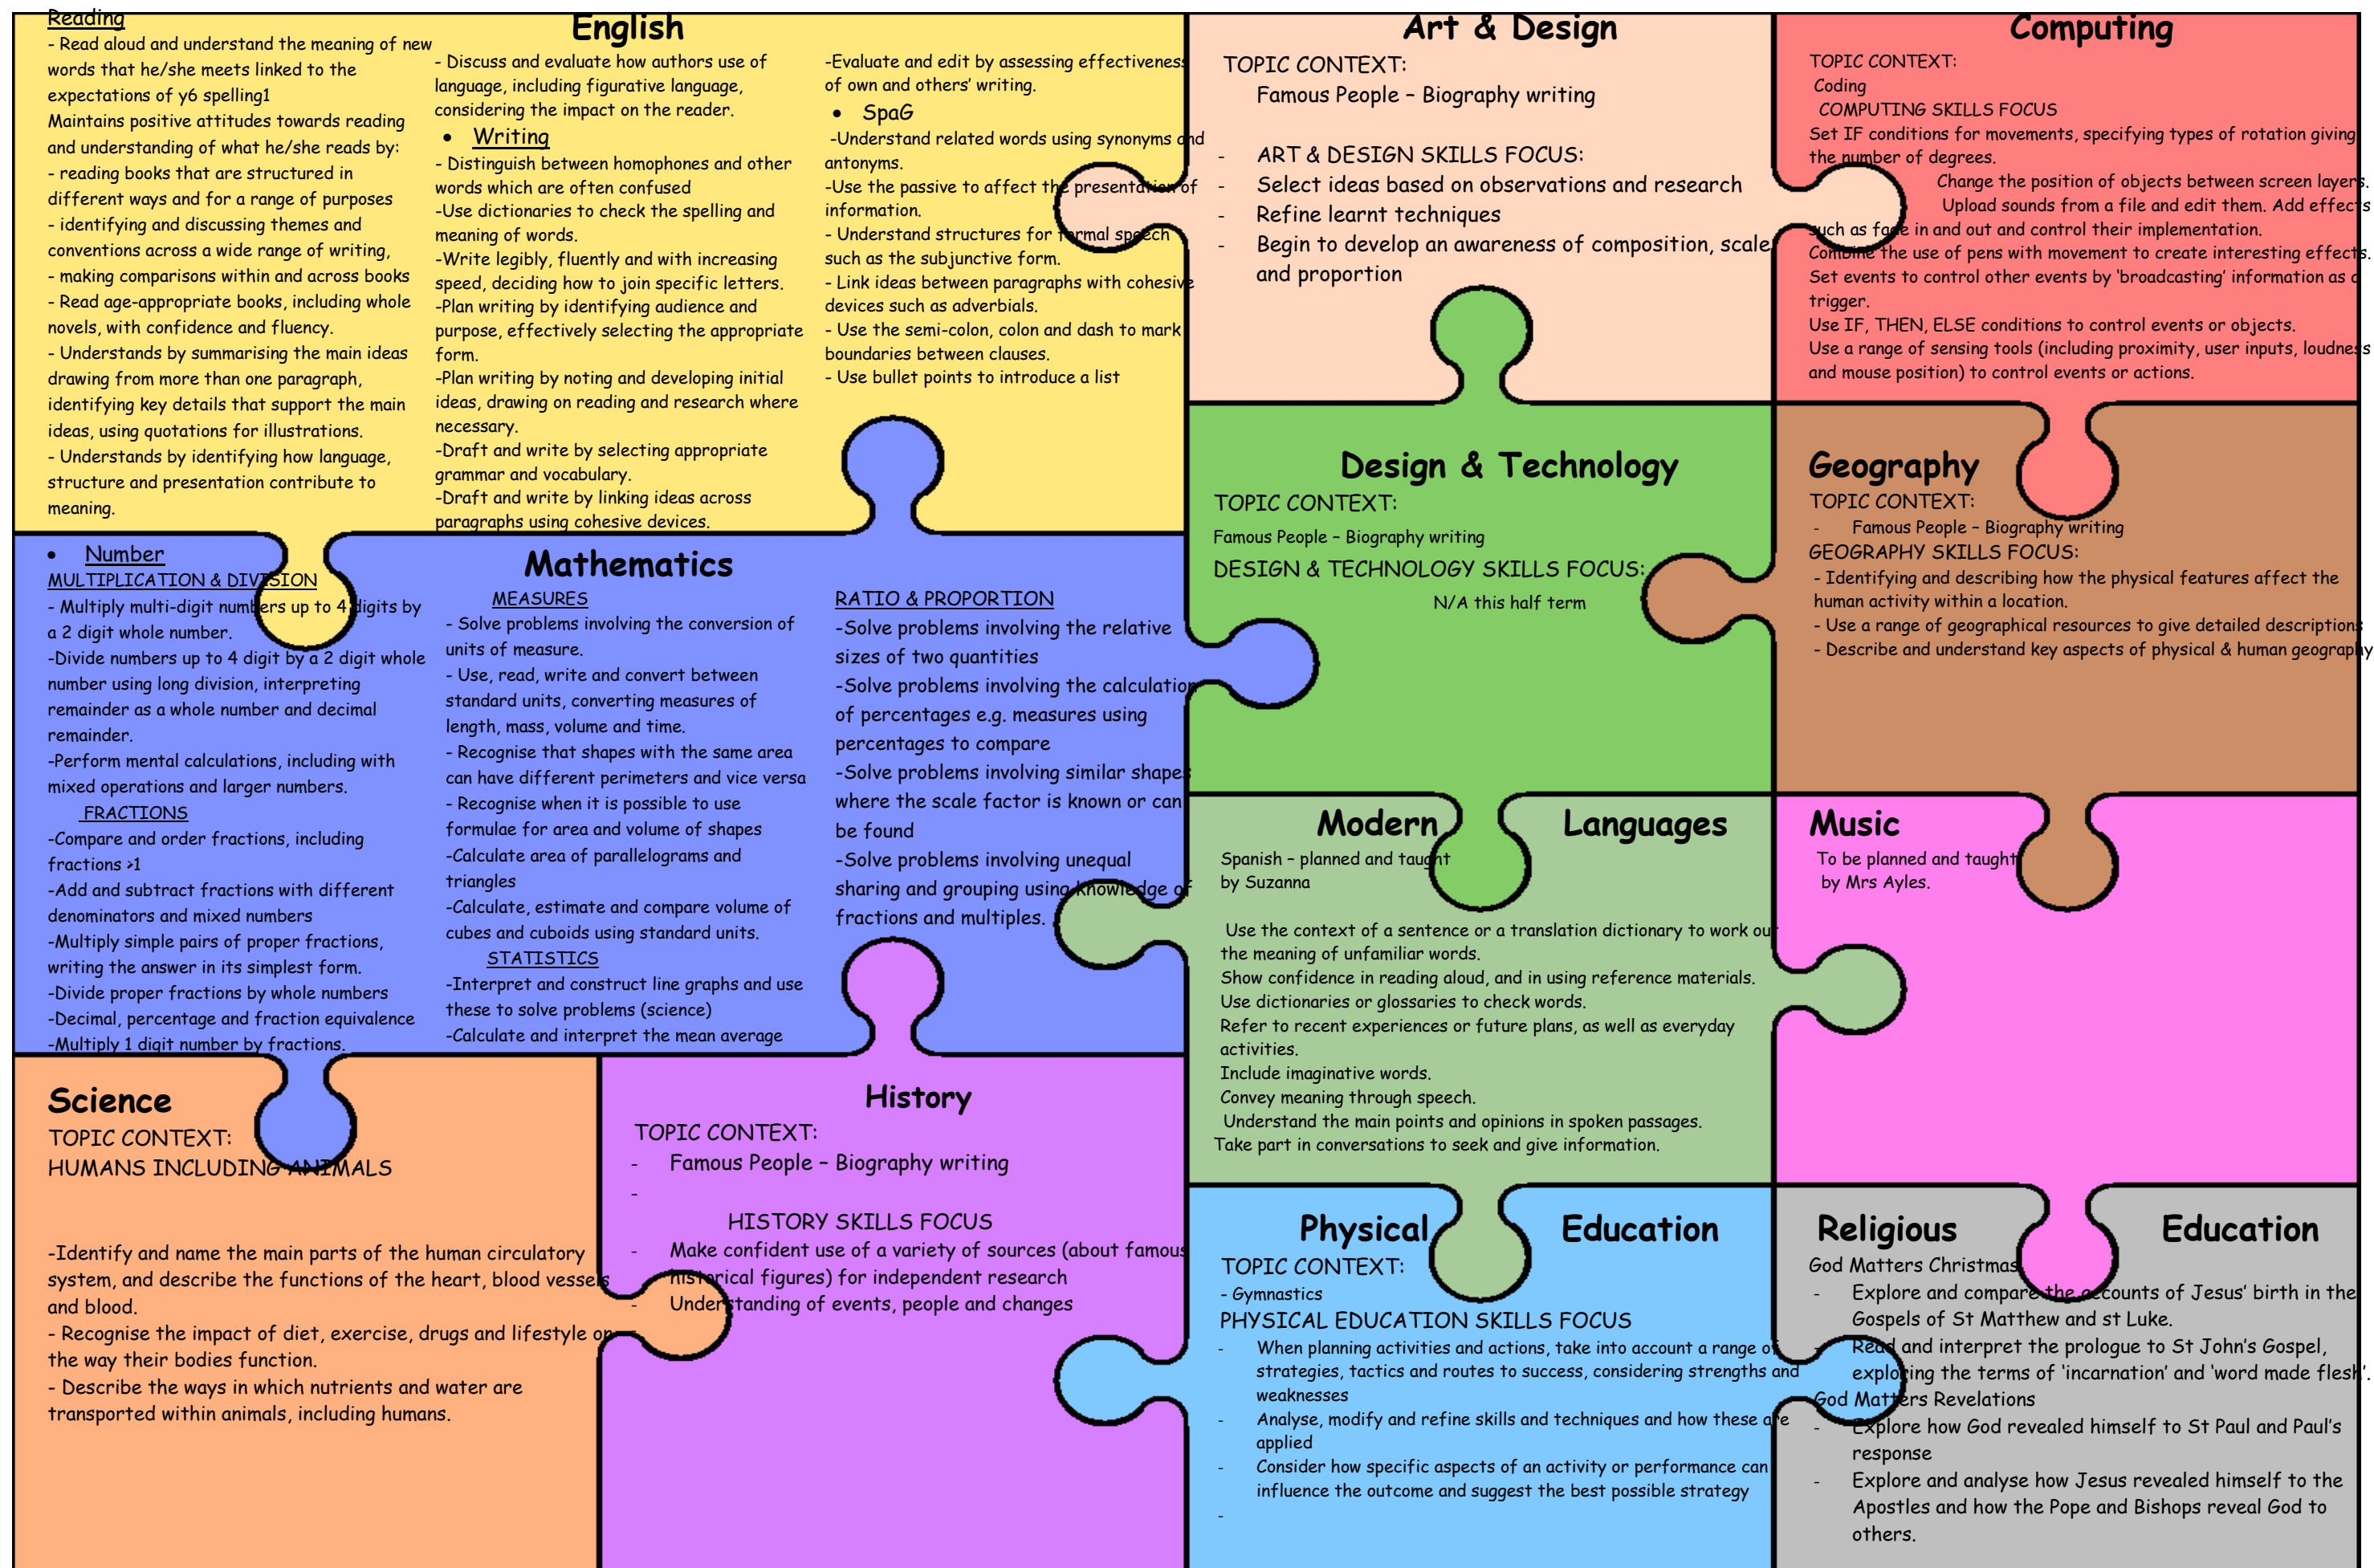 English
Reading
- Read aloud and understand the meaning of new
words that he/she meets linked to the
expectations of y6 spelling1
Maintains positive attitudes towards reading
and understanding of what he/she reads by:
- reading books that are structured in
different ways and for a range of purposes
- identifying and discussing themes and
conventions across a wide range of writing,
- making comparisons within and across books
- Read age-appropriate books, including whole
novels, with confidence and fluency.
- Understands by summarising the main ideas
drawing from more than one paragraph,
identifying key details that support the main
ideas, using quotations for illustrations.
- Understands by identifying how language,
structure and presentation contribute to
meaning.
- Discuss and evaluate how authors use of
language, including figurative language,
considering the impact on the reader.
• Writing
- Distinguish between homophones and other
words which are often confused
-Use dictionaries to check the spelling and
meaning of words.
-Write legibly, fluently and with increasing
speed, deciding how to join specific letters.
-Plan writing by identifying audience and
purpose, effectively selecting the appropriate
form.
-Plan writing by noting and developing initial
ideas, drawing on reading and research where
necessary.
-Draft and write by selecting appropriate
grammar and vocabulary.
-Draft and write by linking ideas across
paragraphs using cohesive devices.
-Evaluate and edit by assessing effectiveness
of own and others' writing.
• SpaG
-Understand related words using synonyms and
antonyms.
-Use the passive to affect the presentation of
information.
- Understand structures for formal speech
such as the subjunctive form.
- Link ideas between paragraphs with cohesive
devices such as adverbials.
- Use the semi-colon, colon and dash to mark
boundaries between clauses.
- Use bullet points to introduce a list
Art & Design
TOPIC CONTEXT:
Famous People – Biography writing
- ART & DESIGN SKILLS FOCUS:
- Select ideas based on observations and research
- Refine learnt techniques
- Begin to develop an awareness of composition, scale
and proportion
Computing
TOPIC CONTEXT:
Coding
COMPUTING SKILLS FOCUS
Set IF conditions for movements, specifying types of rotation giving
the number of degrees.
Change the position of objects between screen layers.
Upload sounds from a file and edit them. Add effects
such as fade in and out and control their implementation.
Combine the use of pens with movement to create interesting effects.
Set events to control other events by 'broadcasting' information as a
trigger.
Use IF, THEN, ELSE conditions to control events or objects.
Use a range of sensing tools (including proximity, user inputs, loudness
and mouse position) to control events or actions.
Mathematics
• Number
MULTIPLICATION & DIVISION
- Multiply multi-digit numbers up to 4 digits by
a 2 digit whole number.
-Divide numbers up to 4 digit by a 2 digit whole
number using long division, interpreting
remainder as a whole number and decimal
remainder.
-Perform mental calculations, including with
mixed operations and larger numbers.
FRACTIONS
-Compare and order fractions, including
fractions >1
-Add and subtract fractions with different
denominators and mixed numbers
-Multiply simple pairs of proper fractions,
writing the answer in its simplest form.
-Divide proper fractions by whole numbers
-Decimal, percentage and fraction equivalence
-Multiply 1 digit number by fractions.
MEASURES
- Solve problems involving the conversion of
units of measure.
- Use, read, write and convert between
standard units, converting measures of
length, mass, volume and time.
- Recognise that shapes with the same area
can have different perimeters and vice versa
- Recognise when it is possible to use
formulae for area and volume of shapes
-Calculate area of parallelograms and
triangles
-Calculate, estimate and compare volume of
cubes and cuboids using standard units.
STATISTICS
-Interpret and construct line graphs and use
these to solve problems (science)
-Calculate and interpret the mean average
RATIO & PROPORTION
-Solve problems involving the relative
sizes of two quantities
-Solve problems involving the calculation
of percentages e.g. measures using
percentages to compare
-Solve problems involving similar shapes
where the scale factor is known or can
be found
-Solve problems involving unequal
sharing and grouping using knowledge of
fractions and multiples.
Design & Technology
TOPIC CONTEXT:
Famous People – Biography writing
DESIGN & TECHNOLOGY SKILLS FOCUS:
N/A this half term
Geography
TOPIC CONTEXT:
- Famous People – Biography writing
GEOGRAPHY SKILLS FOCUS:
- Identifying and describing how the physical features affect the
human activity within a location.
- Use a range of geographical resources to give detailed descriptions
- Describe and understand key aspects of physical & human geography
Modern Languages
Spanish – planned and taught
by Suzanna
Use the context of a sentence or a translation dictionary to work out
the meaning of unfamiliar words.
Show confidence in reading aloud, and in using reference materials.
Use dictionaries or glossaries to check words.
Refer to recent experiences or future plans, as well as everyday
activities.
Include imaginative words.
Convey meaning through speech.
Understand the main points and opinions in spoken passages.
Take part in conversations to seek and give information.
Music
To be planned and taught
by Mrs Ayles.
Science
TOPIC CONTEXT:
HUMANS INCLUDING ANIMALS
-Identify and name the main parts of the human circulatory
system, and describe the functions of the heart, blood vessels
and blood.
- Recognise the impact of diet, exercise, drugs and lifestyle on
the way their bodies function.
- Describe the ways in which nutrients and water are
transported within animals, including humans.
History
TOPIC CONTEXT:
- Famous People – Biography writing
-
HISTORY SKILLS FOCUS
- Make confident use of a variety of sources (about famous
historical figures) for independent research
- Understanding of events, people and changes
Physical Education
TOPIC CONTEXT:
- Gymnastics
PHYSICAL EDUCATION SKILLS FOCUS
- When planning activities and actions, take into account a range of
strategies, tactics and routes to success, considering strengths and
weaknesses
- Analyse, modify and refine skills and techniques and how these are
applied
- Consider how specific aspects of an activity or performance can
influence the outcome and suggest the best possible strategy
-
Religious Education
God Matters Christmas
- Explore and compare the accounts of Jesus' birth in the
Gospels of St Matthew and st Luke.
- Read and interpret the prologue to St John's Gospel,
exploring the terms of 'incarnation' and 'word made flesh'.
God Matters Revelations
- Explore how God revealed himself to St Paul and Paul's
response
- Explore and analyse how Jesus revealed himself to the
Apostles and how the Pope and Bishops reveal God to
others.